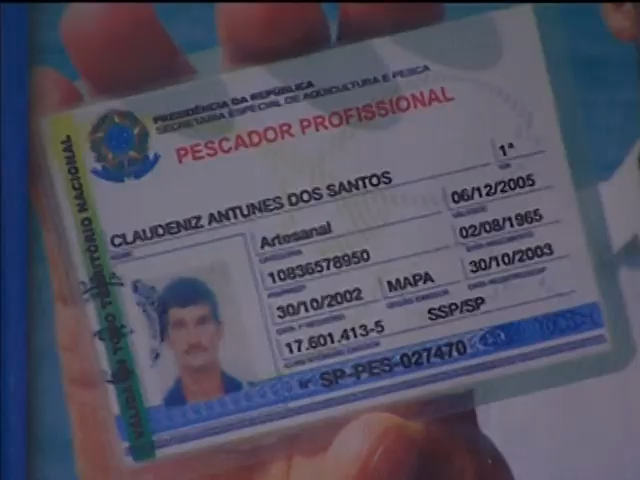 PRESIDÊNCIA DA REPÚBLICA
SECRETARIA ESPECIAL DE AQUICULTURA E PESCA
PESCADOR PROFISSIONAL
1ª
CLAUDENIZ ANTUNES DOS SANTOS
06/12/2005
Artesanal
02/08/1965
10836578950
30/10/2002
MAPA
30/10/2003
17.601.413-5
SSP/SP
Nº SP-PES-027470
VÁLIDA EM TODO TERRITÓRIO NACIONAL